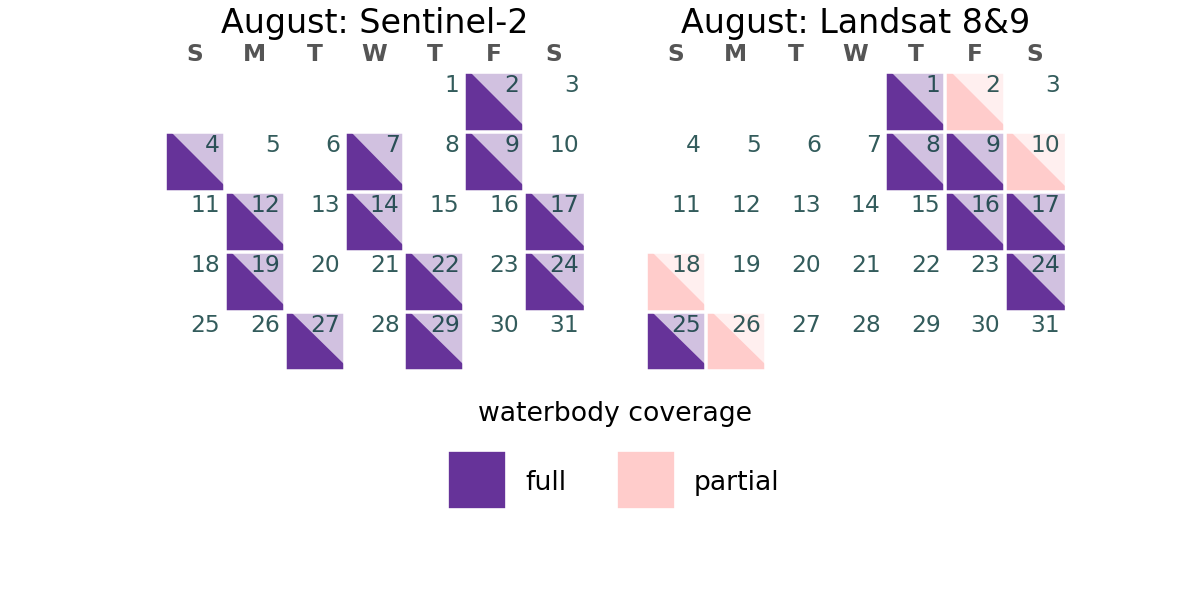 August: Sentinel-2
S M T W T F S
1 2 3
4 5 6 7 8 9 10
11 12 13 14 15 16 17
18 19 20 21 22 23 24
25 26 27 28 29 30 31
August: Landsat 8&9
S M T W T F S
1 2 3
4 5 6 7 8 9 10
11 12 13 14 15 16 17
18 19 20 21 22 23 24
25 26 27 28 29 30 31
waterbody coverage
full partial